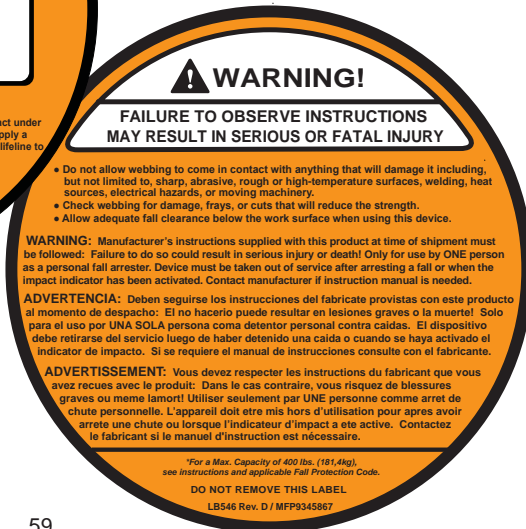 act under
pply a
lifeline to
WARNING!
FAILURE TO OBSERVE INSTRUCTIONS
MAY RESULT IN SERIOUS OR FATAL INJURY
● Do not allow webbing to come in contact with anything that will damage it including,
but not limited to, sharp, abrasive, rough or high-temperature surfaces, welding, heat
sources, electrical hazards, or moving machinery.
● Check webbing for damage, frays, or cuts that will reduce the strength.
● Allow adequate fall clearance below the work surface when using this device.
WARNING: Manufacturer's instructions supplied with this product at time of shipment must
be followed: Failure to do so could result in serious injury or death! Only for use by ONE person
as a personal fall arrester. Device must be taken out of service after arresting a fall or when the
impact indicator has been activated. Contact manufacturer if instruction manual is needed.
ADVERTENCIA: Deben seguirse los instrucciones del fabricate provistas con este producto
al momento de despacho: El no hacerio puede resultar en lesiones graves o la muerte! Solo
para el uso por UNA SOLA persona coma detentor personal contra caidas. El dispositivo
debe retirarse del servicio luego de haber detenido una caida o cuando se haya activado el
indicator de impacto. Si se requiere el manual de instrucciones consulte con el fabricante.
ADVERTISSEMENT: Vous devez respecter les instructions du fabricant que vous
avez recues avec le produit: Dans le cas contraire, vous risquez de blessures
graves ou meme lamort! Utiliser seulement par UNE personne comme arret de
chute personnelle. L'appareil doit etre mis hors d'utilisation pour apres avoir
arrete une chute ou lorsque l'indicateur d'impact a ete active. Contactez
le fabricant si le manuel d'instruction est nécessaire.
*For a Max. Capacity of 400 lbs. (181,4kg),
see instructions and applicable Fall Protection Code.
DO NOT REMOVE THIS LABEL
LB546 Rev. D / MFP9345867
59